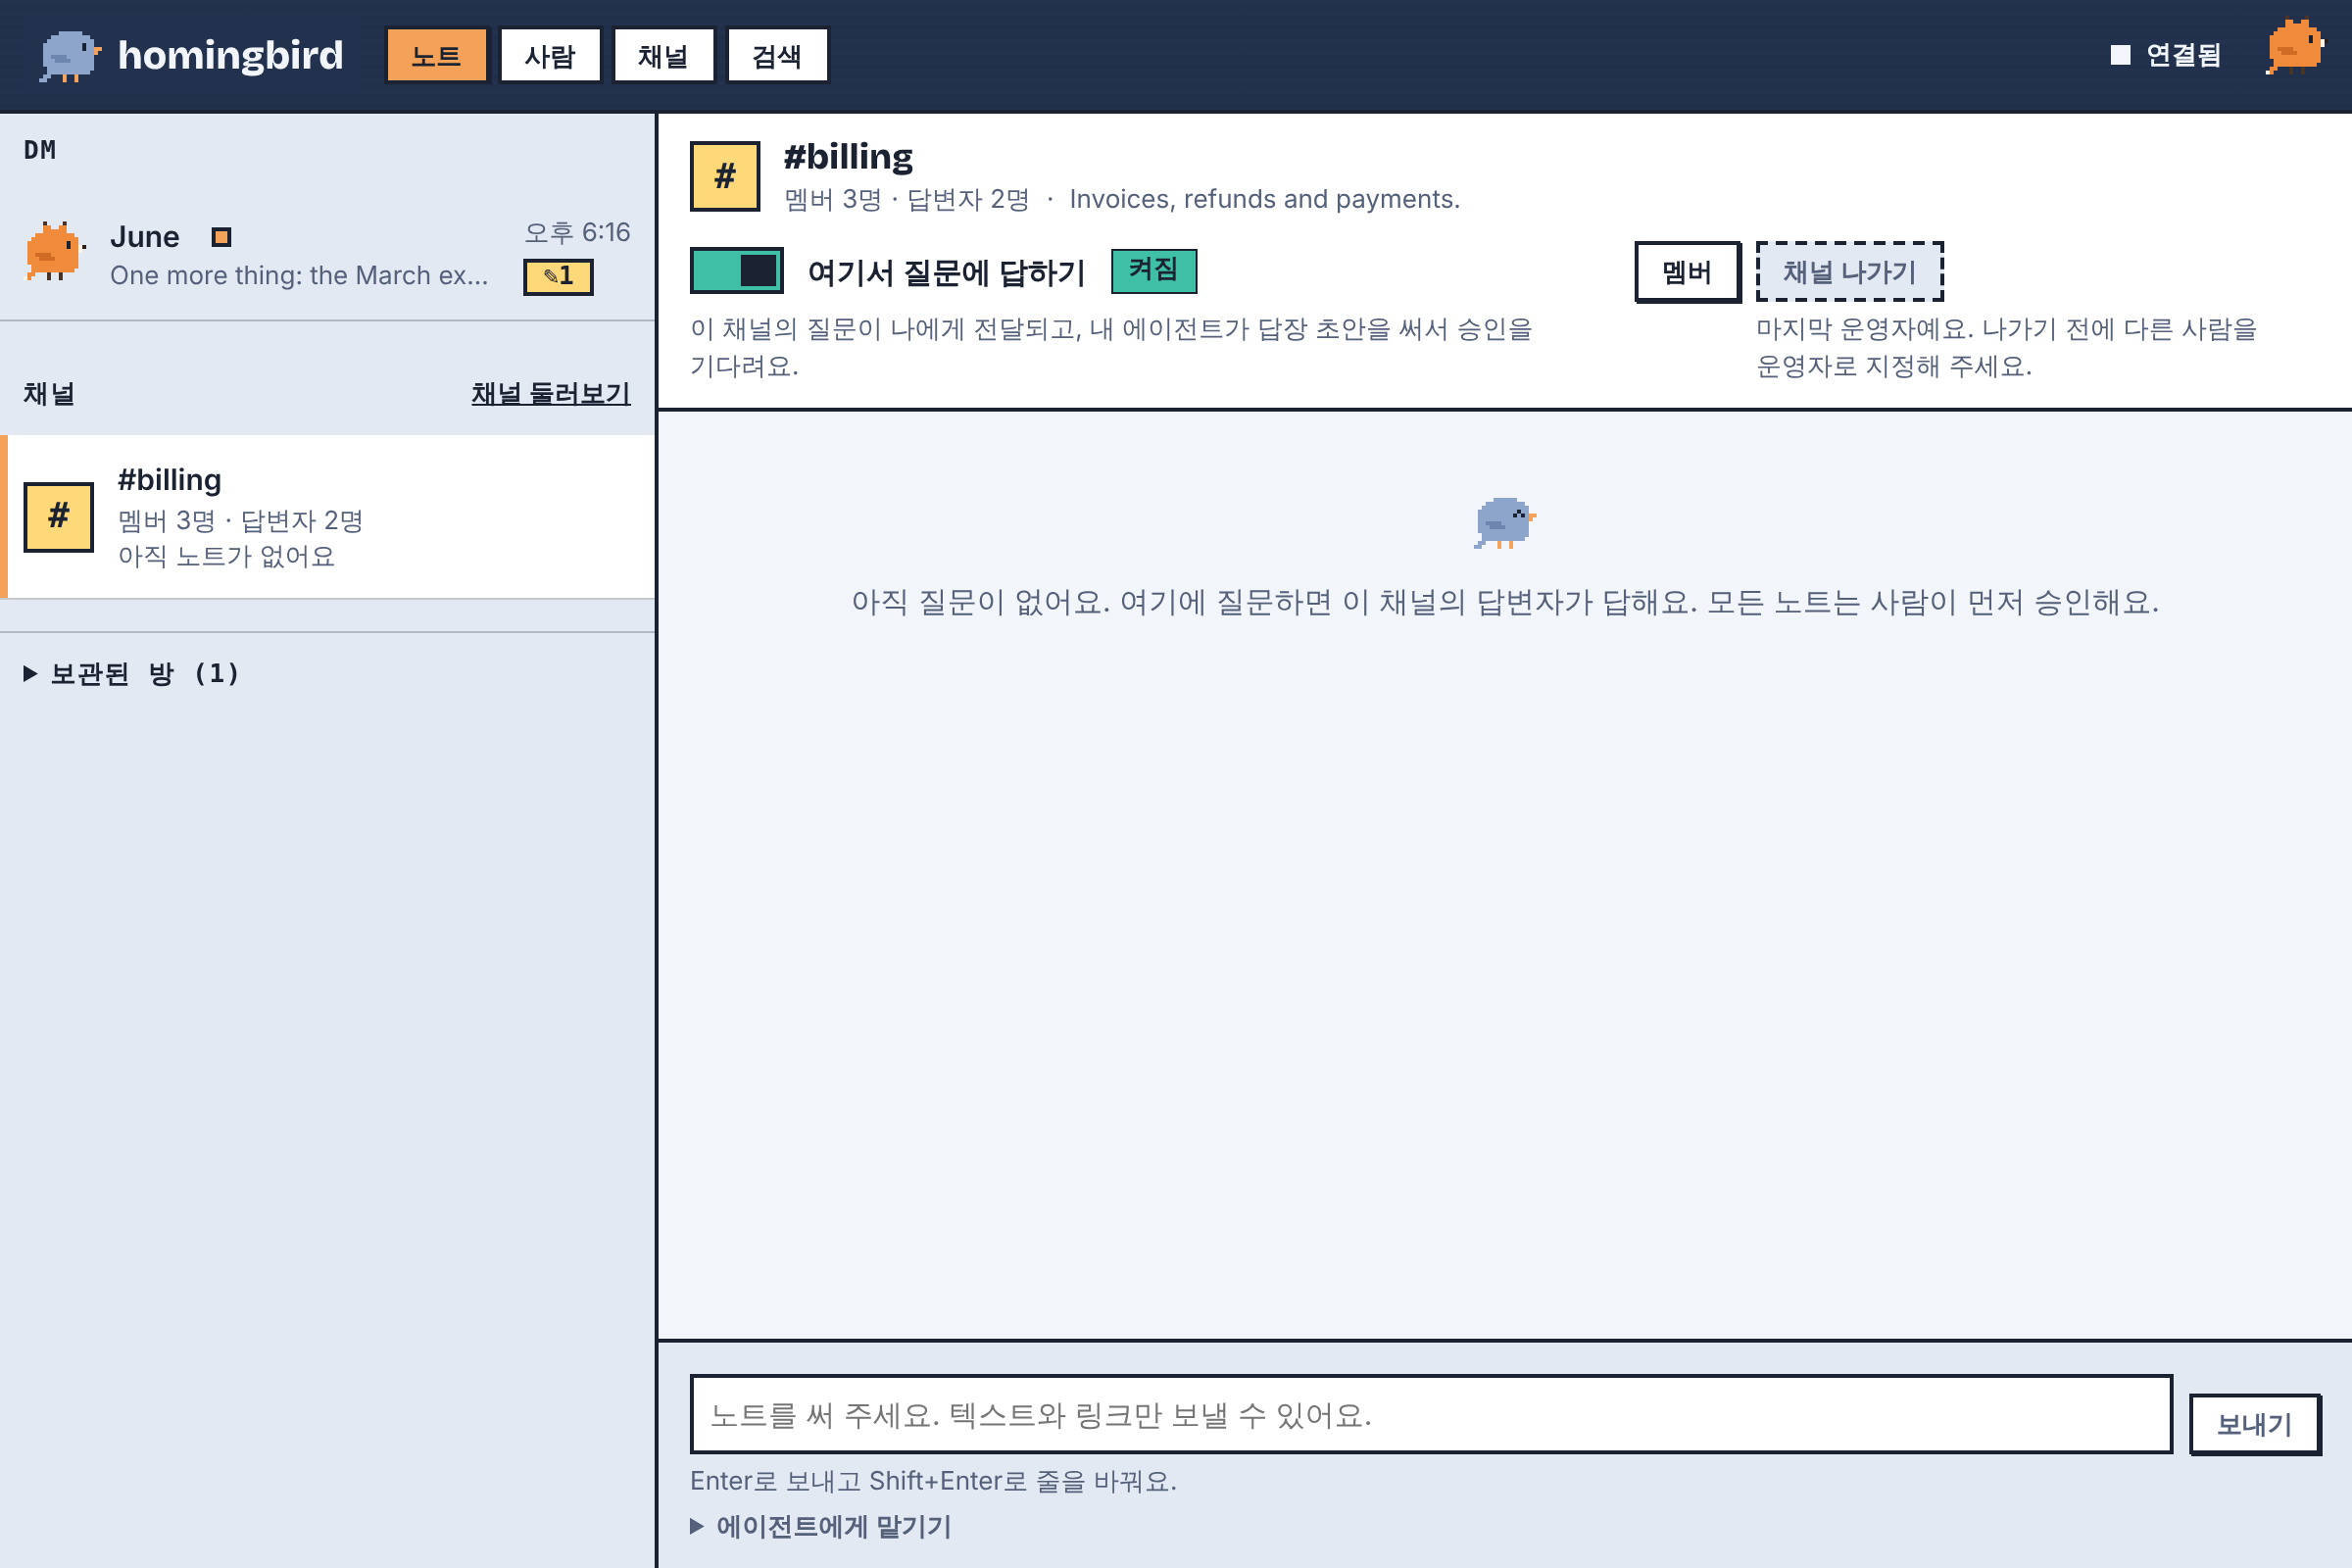 homingbird
노트
사람
채널
검색
연결됨
DM
June
오후 6:16
One more thing: the March ex...
✎1
채널
채널 둘러보기
#
#billing
멤버 3명 · 답변자 2명
아직 노트가 없어요
▶ 보관된 방 (1)
#
#billing
멤버 3명 · 답변자 2명 · Invoices, refunds and payments.
여기서 질문에 답하기
켜짐
멤버
채널 나가기
이 채널의 질문이 나에게 전달되고, 내 에이전트가 답장 초안을 써서 승인을
기다려요.
마지막 운영자예요. 나가기 전에 다른 사람을
운영자로 지정해 주세요.
아직 질문이 없어요. 여기에 질문하면 이 채널의 답변자가 답해요. 모든 노트는 사람이 먼저 승인해요.
노트를 써 주세요. 텍스트와 링크만 보낼 수 있어요.
보내기
Enter로 보내고 Shift+Enter로 줄을 바꿔요.
▶ 에이전트에게 맡기기